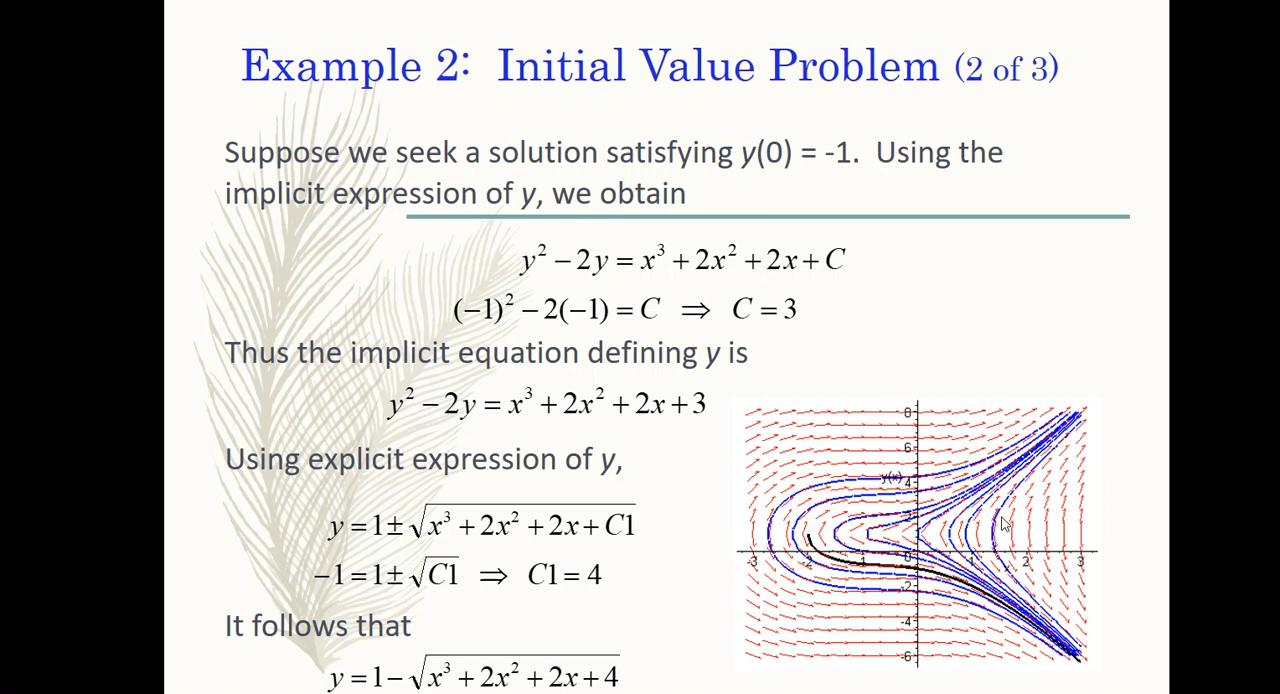 Example 2: Initial Value Problem (2 of 3)
Suppose we seek a solution satisfying y(0) = -1. Using the
implicit expression of y, we obtain
y² − 2y = x³ + 2x² + 2x + C
(−1)² − 2(−1) = C ⇒ C = 3
Thus the implicit equation defining y is
y² − 2y = x³ + 2x² + 2x + 3
Using explicit expression of y,
y = 1 ± √(x³ + 2x² + 2x + C1)
−1 = 1 ± √C1 ⇒ C1 = 4
It follows that
y = 1 − √(x³ + 2x² + 2x + 4)
8
6
y(x) 4
2
-3 -2 -1 0 1 x 2 3
-2
-4
-6